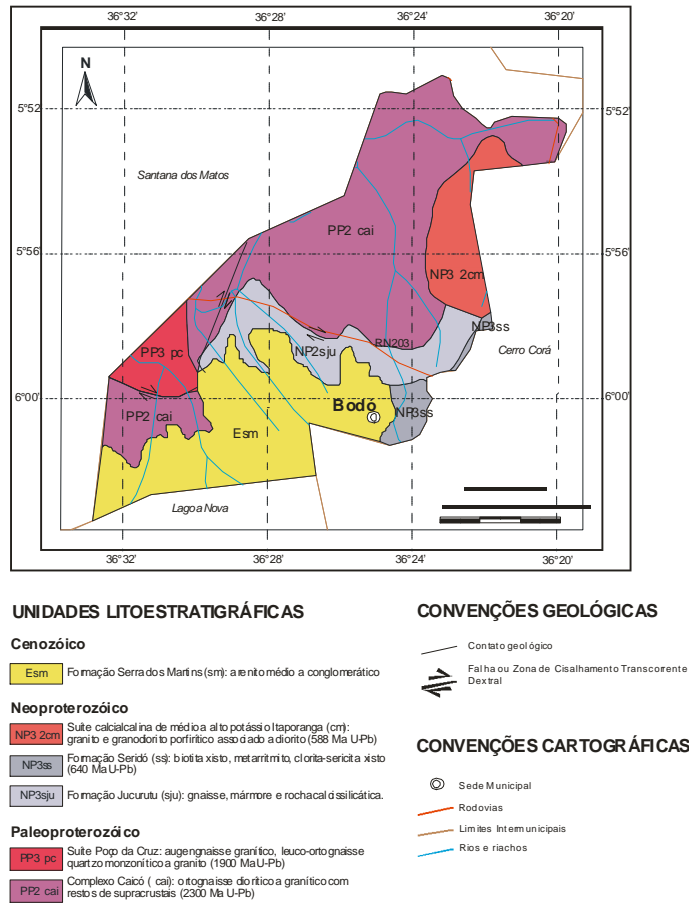 36°32'
36°28'
36°24'
36°20'
N
5°52'
5°52'
Santana dos Matos
PP2 cai
5°56'
5°56'
NP3 2cm
NP3ss
RN203
NP2sju
Cerro Corá
PP3 pc
6°00'
6°00'
Bodó
NP3ss
PP2 cai
Esm
Lagoa Nova
36°32'
36°28'
36°24'
36°20'
UNIDADES LITOESTRATIGRÁFICAS
Cenozóico
Esm Formação Serra dos Martins (sm): arenito médio a conglomerático
Neoproterozóico
NP3 2cm Suíte calcialcalina de médio a alto potássio Itaporanga (cm):
granito e granodiorito porfirítico associado a diorito (588 Ma U-Pb)
NP3ss Formação Seridó (ss): biotita xisto, metarritmito, clorita-sericita xisto
(640 Ma U-Pb)
NP3sju Formação Jucurutu (sju): gnaisse, mármore e rocha calcissilicática.
Paleoproterozóico
PP3 pc Suíte Poço da Cruz: augen gnaisse granítico, leuco-ortognaisse
quartzo monzonítico a granito (1900 Ma U-Pb)
PP2 cai Complexo Caicó ( cai): ortognaisse diorítico a granítico com
restos de supracrustais (2300 Ma U-Pb)
CONVENÇÕES GEOLÓGICAS
Contato geológico
Falha ou Zona de Cisalhamento Transcorrente
Dextral
CONVENÇÕES CARTOGRÁFICAS
Sede Municipal
Rodovias
Limites Intermunicipais
Rios e riachos